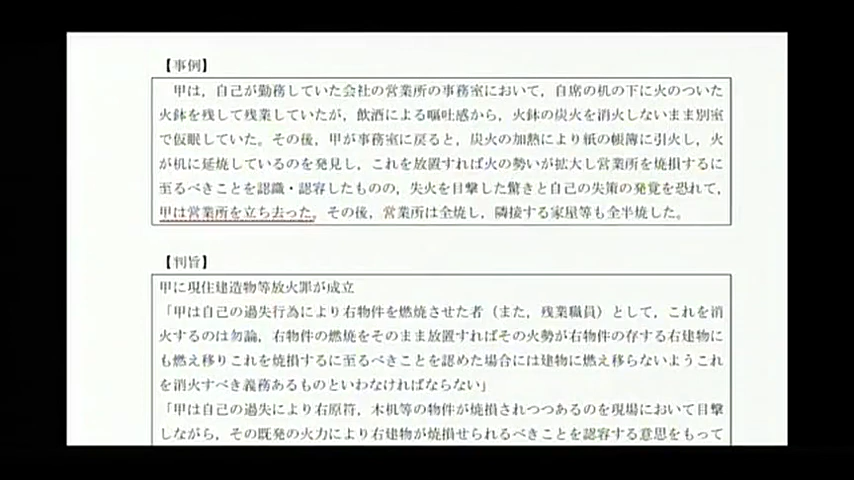 【事例】
甲は，自己が勤務していた会社の営業所の事務室において，自席の机の下に火のついた
火鉢を残して残業していたが，飲酒による嘔吐感から，火鉢の炭火を消火しないまま別室
で仮眠していた。その後，甲が事務室に戻ると，炭火の加熱により紙の帳簿に引火し，火
が机に延焼しているのを発見し，これを放置すれば火の勢いが拡大し営業所を焼損するに
至るべきことを認識・認容したものの，失火を目撃した驚きと自己の失策の発覚を恐れて，
甲は営業所を立ち去った。その後，営業所は全焼し，隣接する家屋等も全半焼した。
【判旨】
甲に現住建造物等放火罪が成立
「甲は自己の過失行為により右物件を燃焼させた者（また，残業職員）として，これを消
火するのは勿論，右物件の燃焼をそのまま放置すればその火勢が右物件の存する右建物に
も燃え移りこれを焼損するに至るべきことを認めた場合には建物に燃え移らないようこれ
を消火すべき義務あるものといわなければならない」
「甲は自己の過失により右原符，木机等の物件が焼損されつつあるのを現場において目撃
しながら，その既発の火力により右建物が焼損せられるべきことを認容する意思をもって